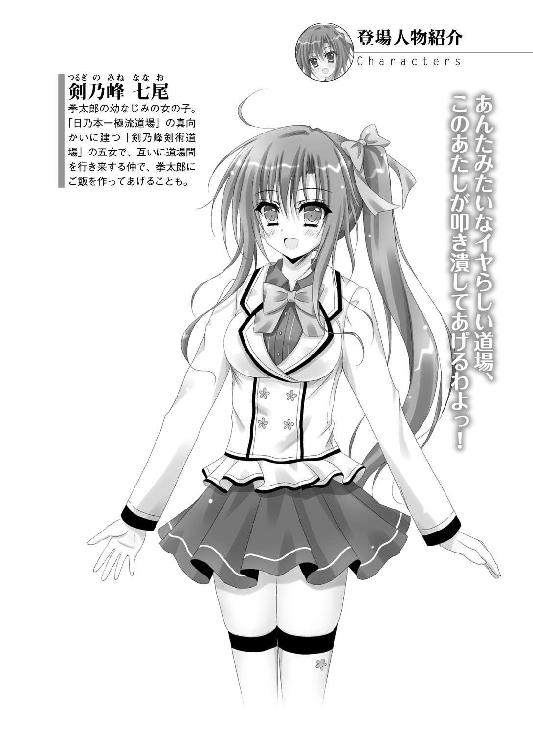 登場人物紹介
Characters
つるぎ の みね なな お
剣乃峰 七尾
拳太郎の幼なじみの女の子。
「日乃本一極流道場」の真向
かいに建つ「剣乃峰剣術道
場」の五女で、互いに道場間
を行き来する仲で、拳太郎に
ご飯を作ってあげることも。
あんたみたいなイヤらしい道場、
このあたしが叩き潰してあげるわよっ！